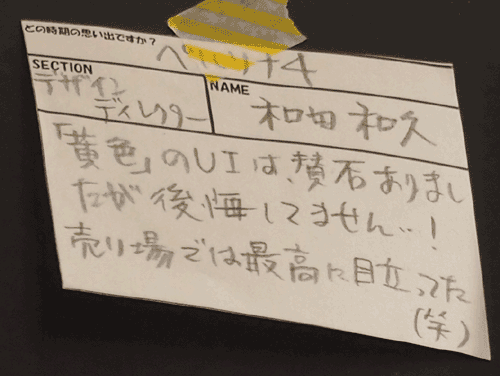 どの時期の思い出ですか?
ペルソナ4
SECTION
デザイン
ディレクター
NAME
和田 和久
「黄色」のUIは、賛否ありまし
たが後悔してません…!
売り場では最高に目立ってた
(笑)